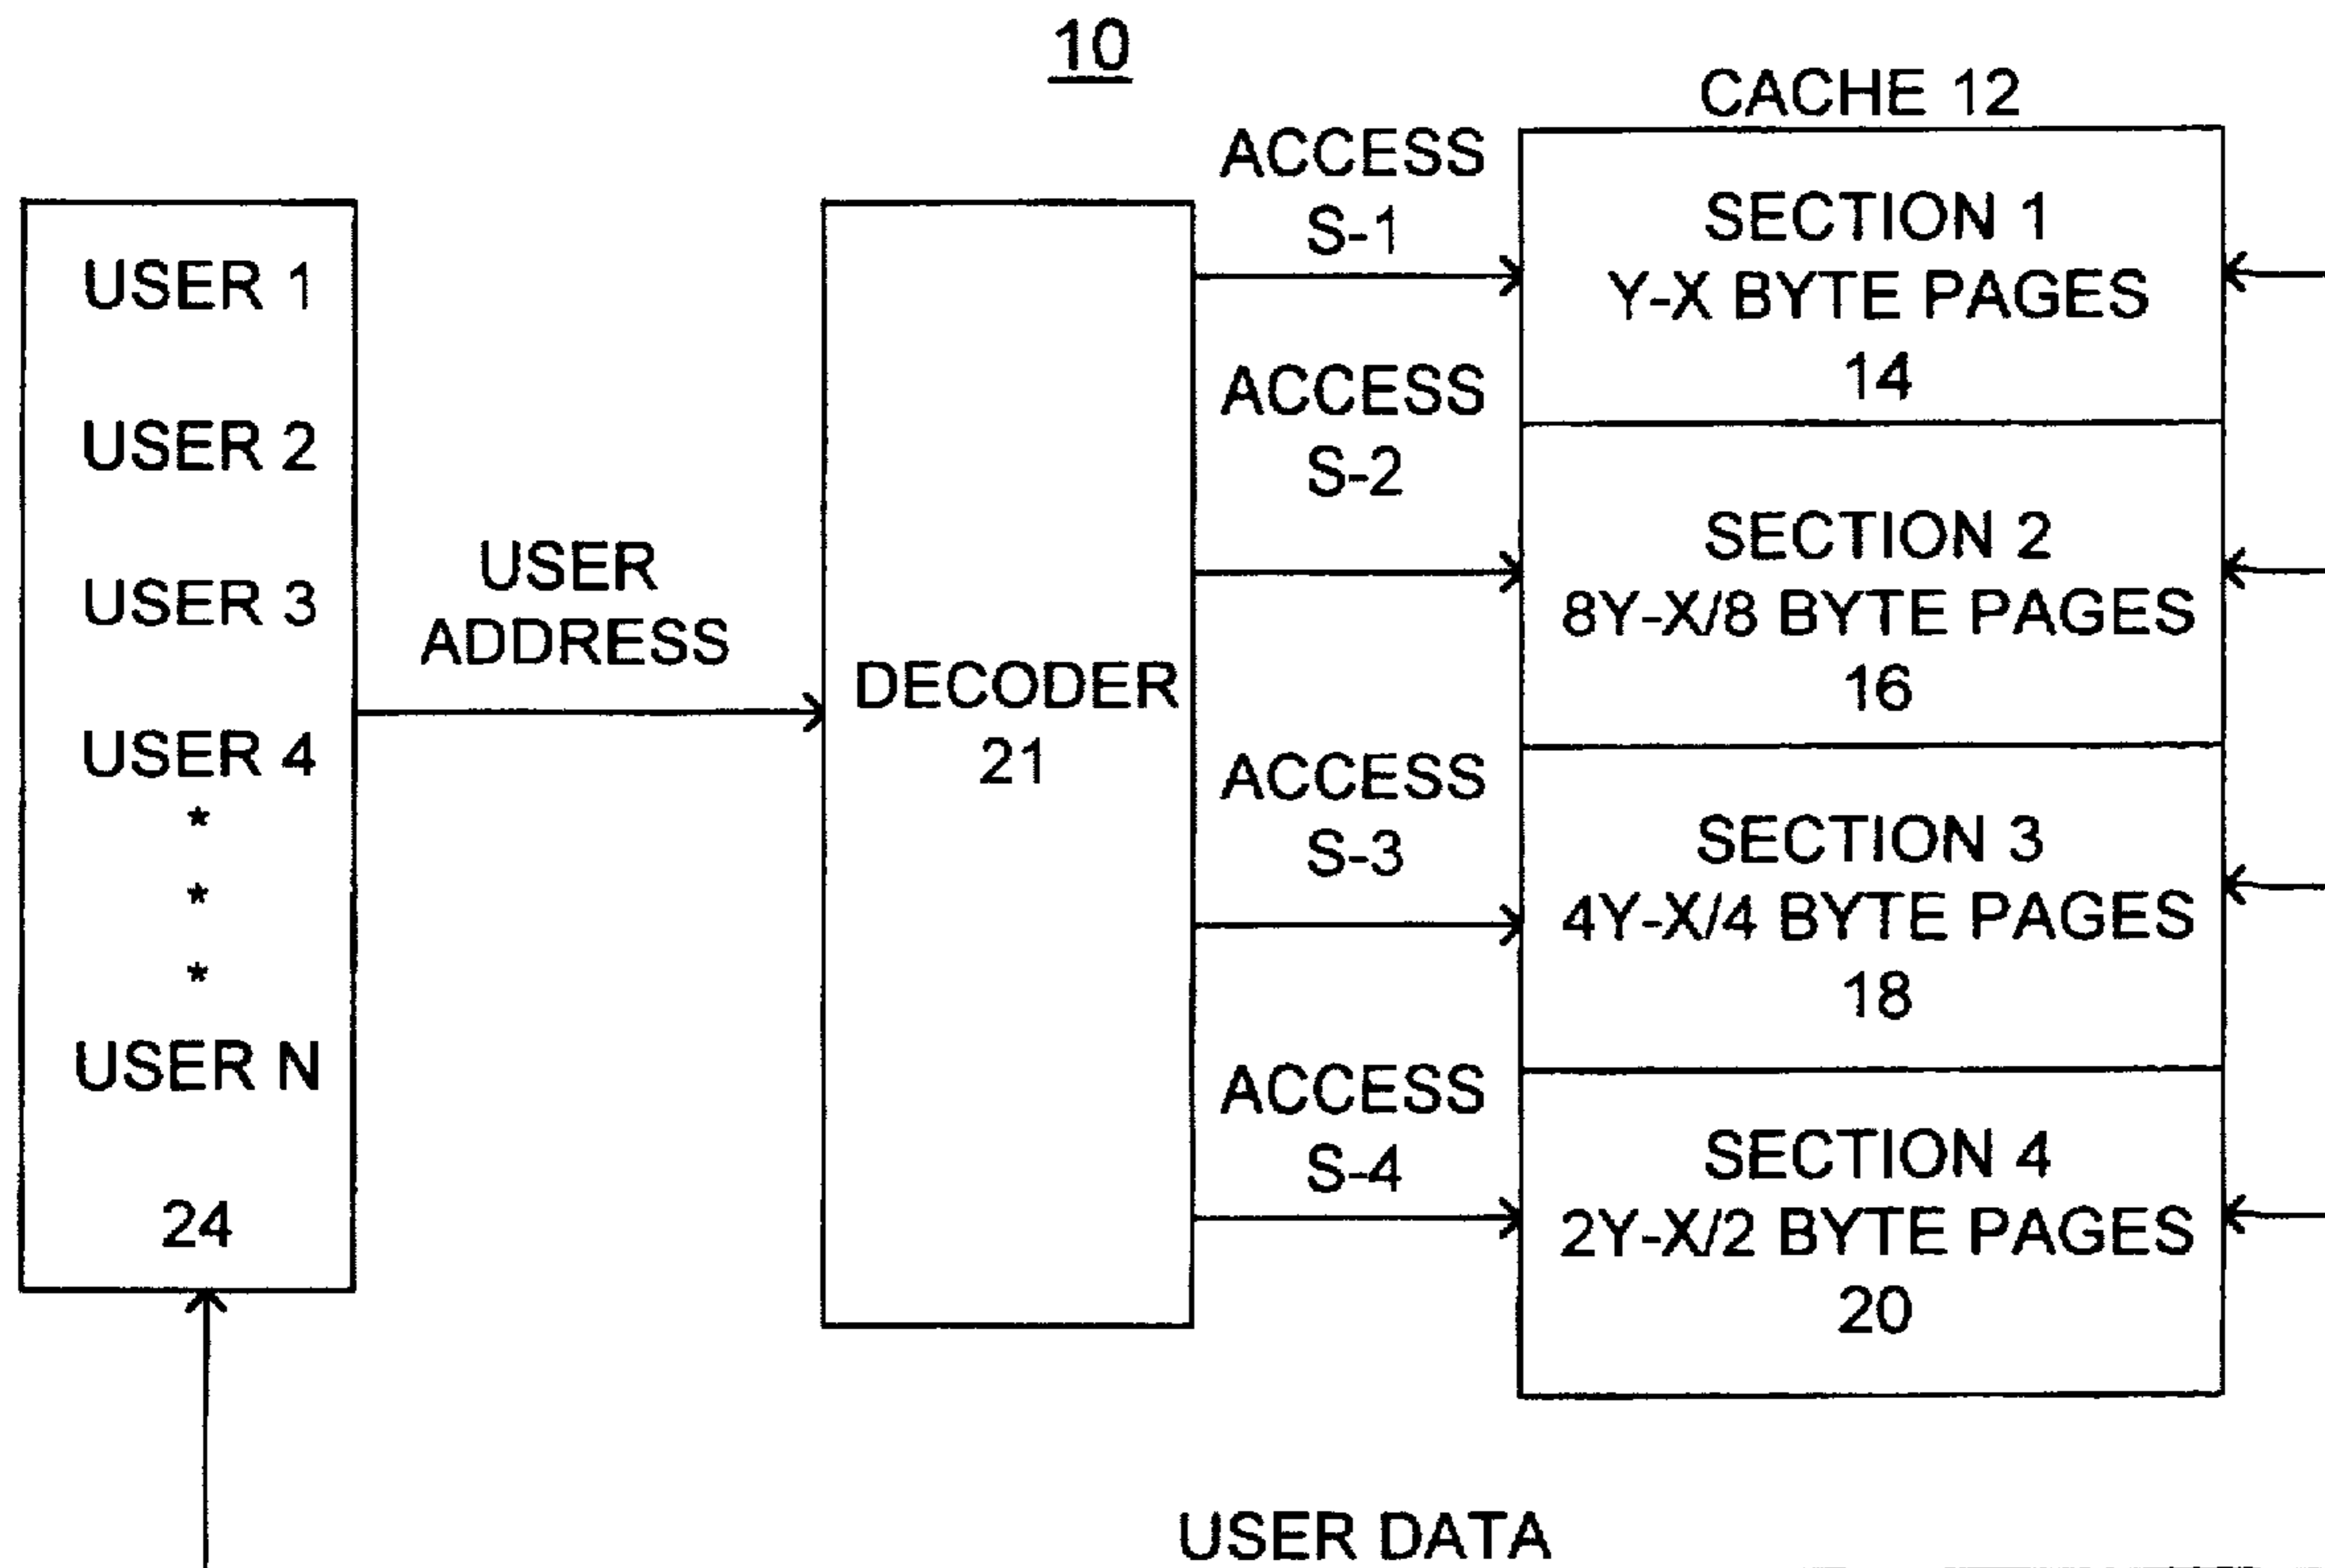 10
CACHE 12
USER 1
USER 2
USER 3
USER 4
*
*
*
USER N
24
USER
ADDRESS
DECODER
21
ACCESS
S-1
ACCESS
S-2
ACCESS
S-3
ACCESS
S-4
SECTION 1
Y-X BYTE PAGES
14
SECTION 2
8Y-X/8 BYTE PAGES
16
SECTION 3
4Y-X/4 BYTE PAGES
18
SECTION 4
2Y-X/2 BYTE PAGES
20
USER DATA